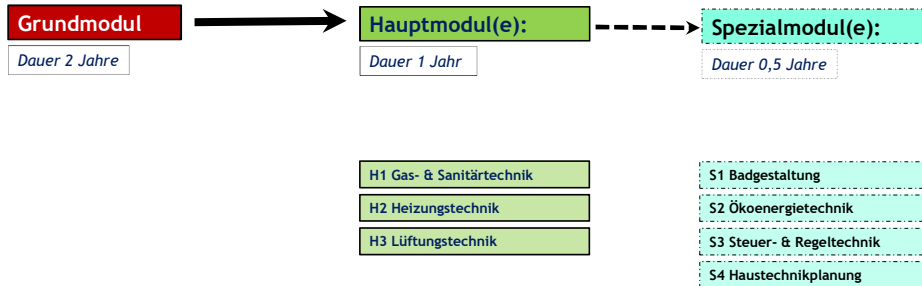 Grundmodul
Dauer 2 Jahre
Hauptmodul(e):
Dauer 1 Jahr
Spezialmodul(e):
Dauer 0,5 Jahre
H1 Gas- & Sanitärtechnik
H2 Heizungstechnik
H3 Lüftungstechnik
S1 Badgestaltung
S2 Ökoenergietechnik
S3 Steuer- & Regeltechnik
S4 Haustechnikplanung